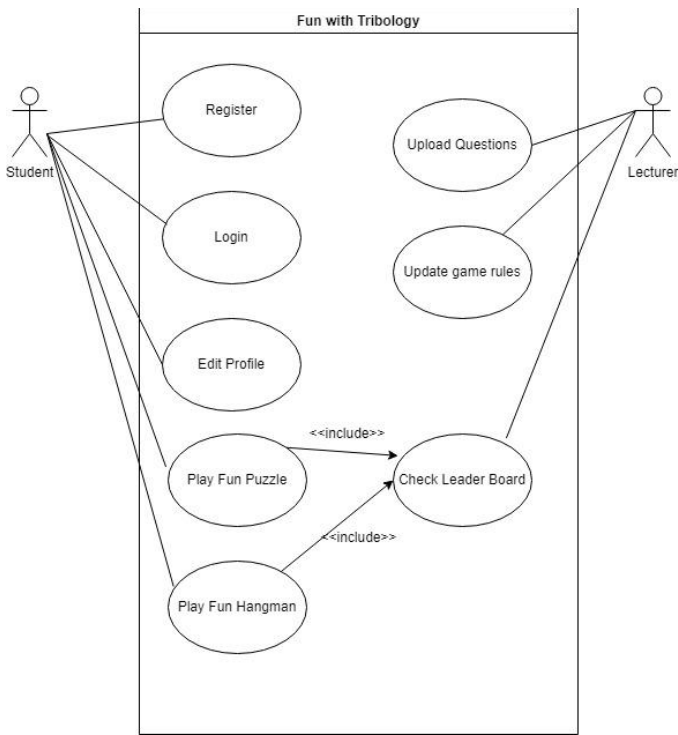 Fun with Tribology
Register
Upload Questions
Student
Lecturer
Login
Update game rules
Edit Profile
<<include>>
Play Fun Puzzle
Check Leader Board
<<include>>
Play Fun Hangman